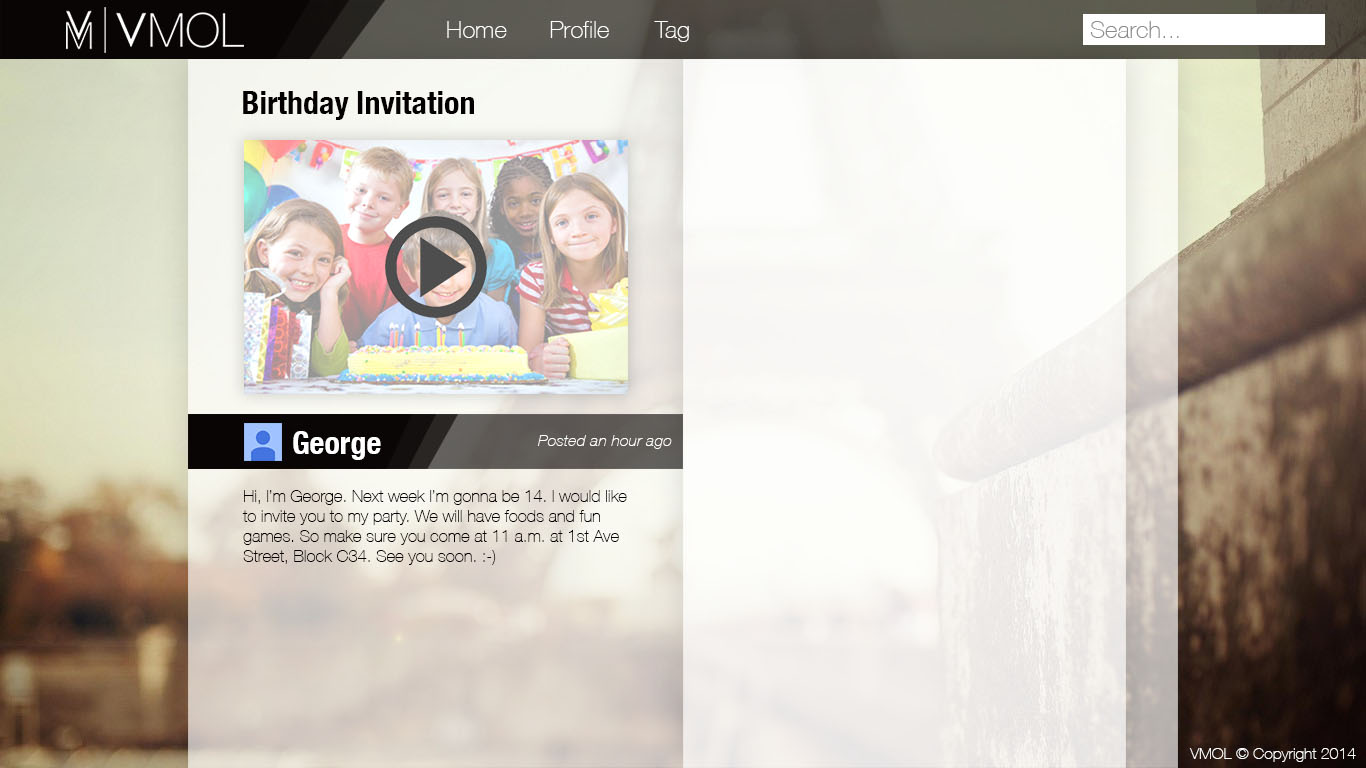 VM VMOL
Home Profile Tag
Search...
Birthday Invitation
George
Posted an hour ago
Hi, I'm George. Next week I'm gonna be 14. I would like
to invite you to my party. We will have foods and fun
games. So make sure you come at 11 a.m. at 1st Ave
Street, Block C34. See you soon. :-)
VMOL © Copyright 2014